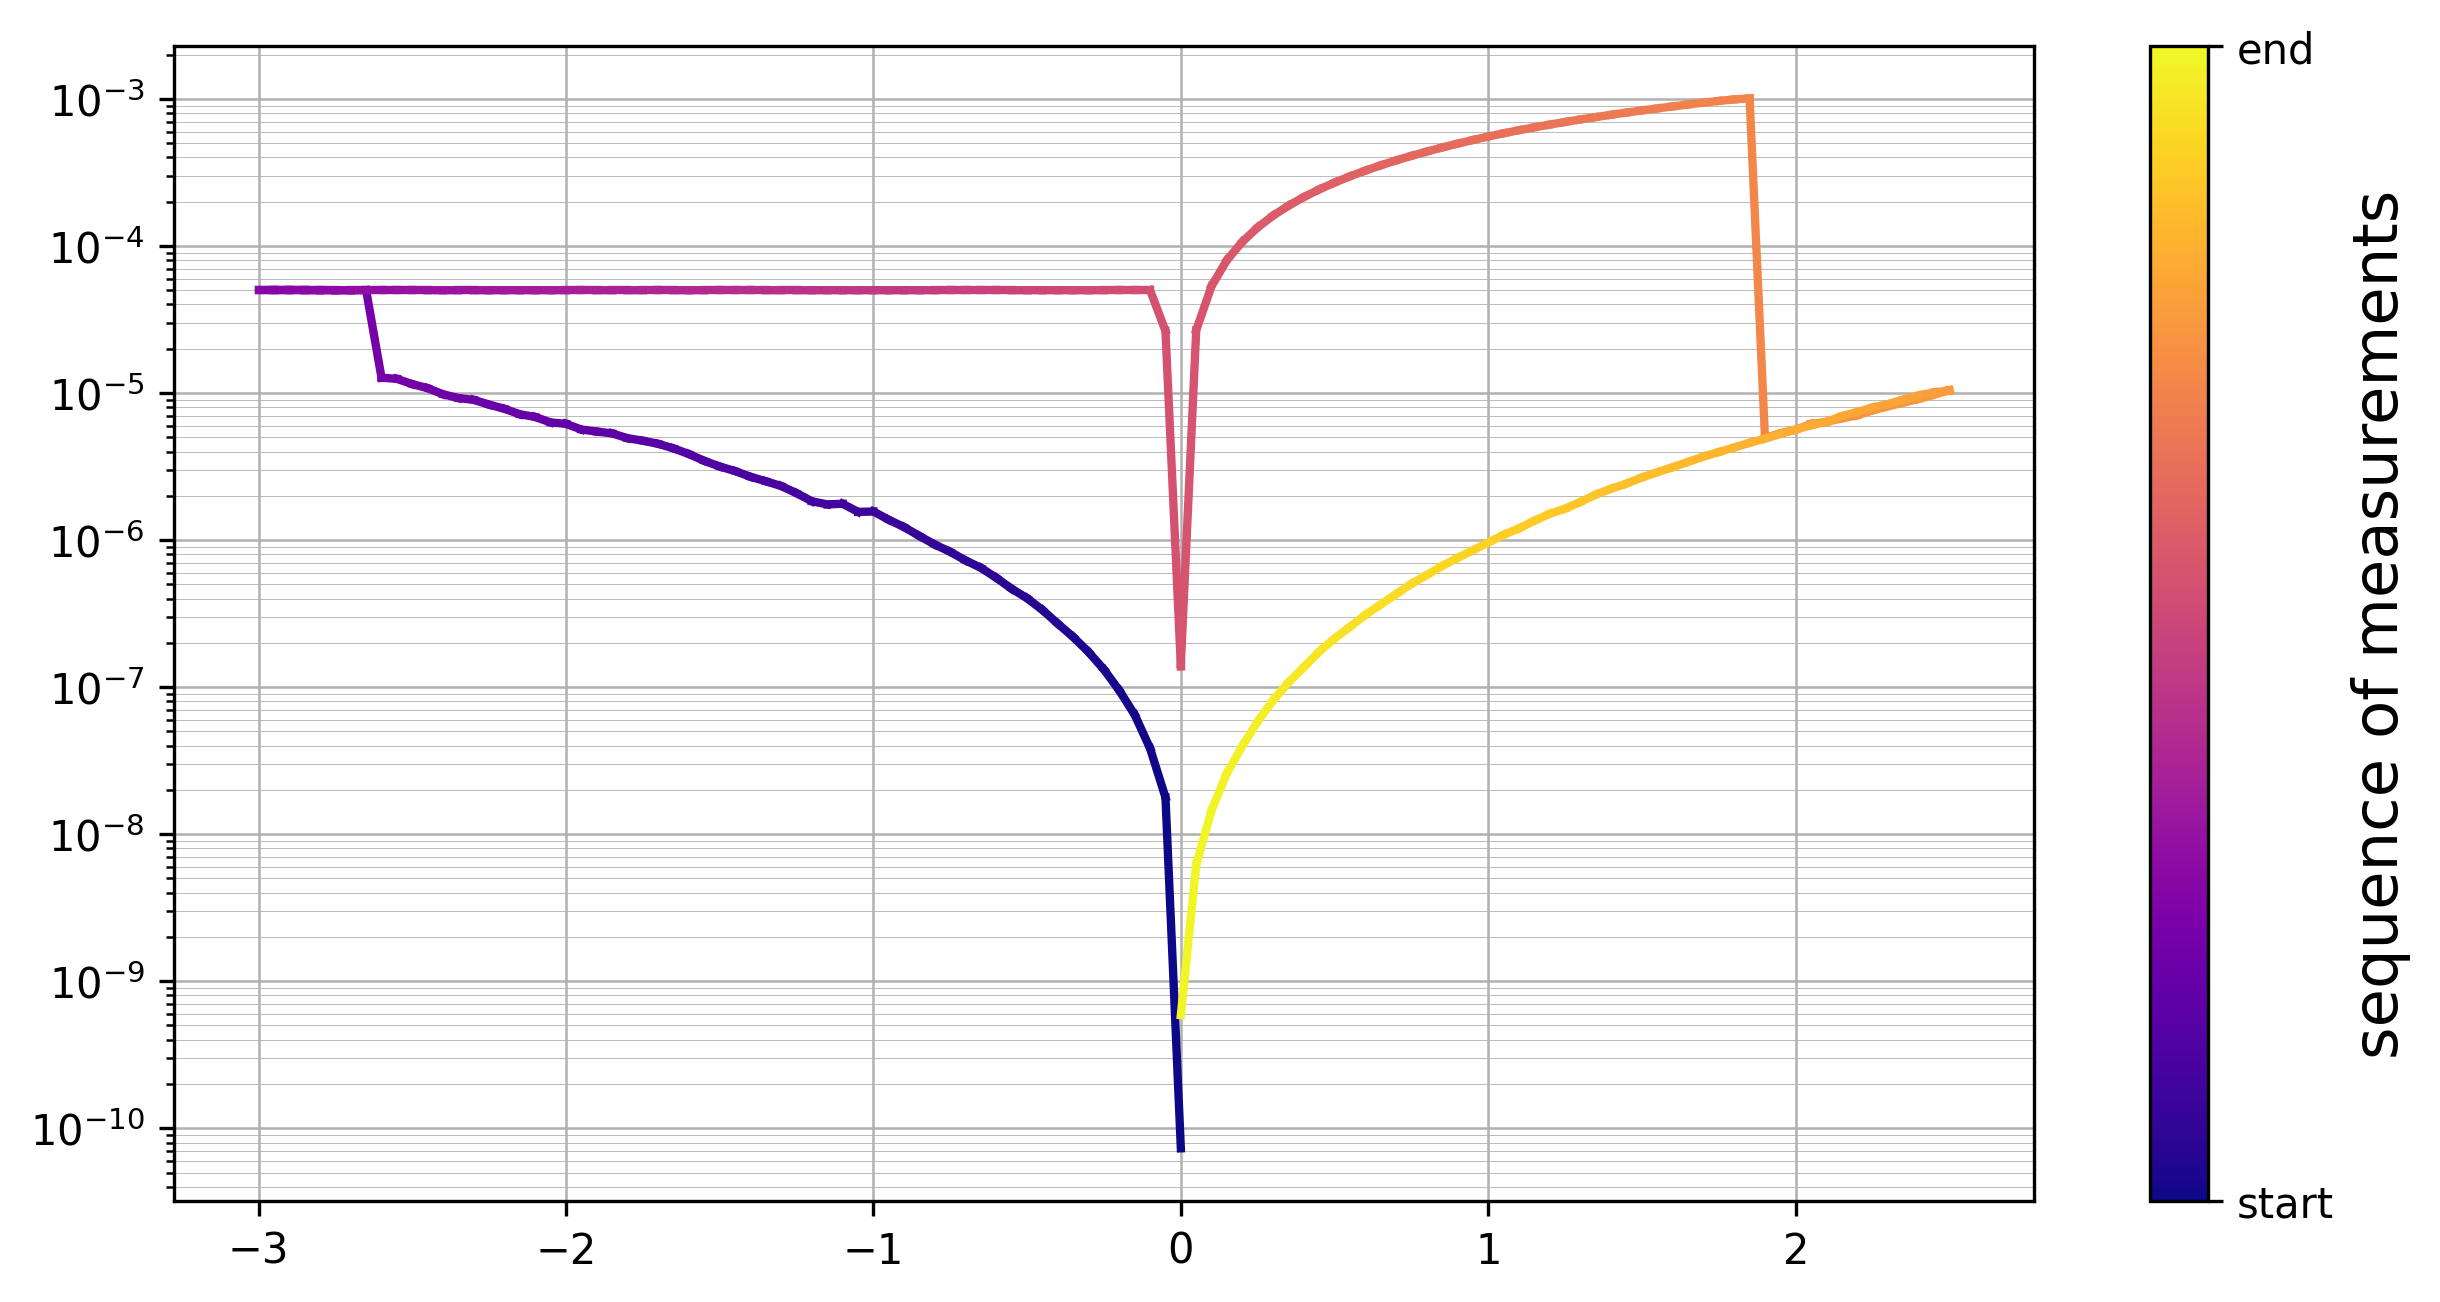 10⁻³
10⁻⁴
10⁻⁵
10⁻⁶
10⁻⁷
10⁻⁸
10⁻⁹
10⁻¹⁰
−3 −2 −1 0 1 2
end
start
sequence of measurements